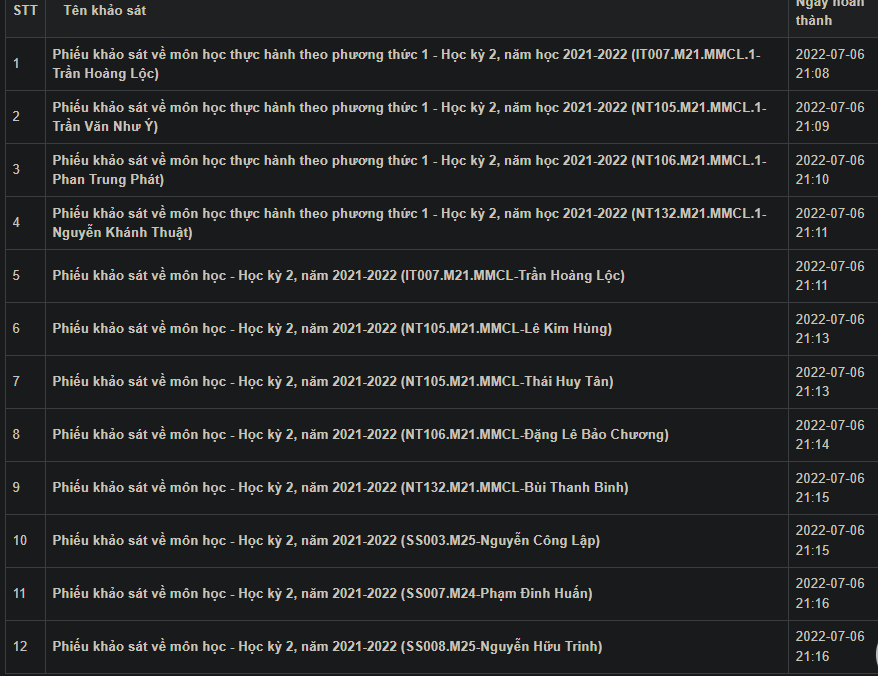 STT Tên khảo sát Ngày hoàn
thành
1 Phiếu khảo sát về môn học thực hành theo phương thức 1 - Học kỳ 2, năm học 2021-2022 (IT007.M21.MMCL.1- 2022-07-06
Trần Hoàng Lộc) 21:08
2 Phiếu khảo sát về môn học thực hành theo phương thức 1 - Học kỳ 2, năm học 2021-2022 (NT105.M21.MMCL.1- 2022-07-06
Trần Văn Như Ý) 21:09
3 Phiếu khảo sát về môn học thực hành theo phương thức 1 - Học kỳ 2, năm học 2021-2022 (NT106.M21.MMCL.1- 2022-07-06
Phan Trung Phát) 21:10
4 Phiếu khảo sát về môn học thực hành theo phương thức 1 - Học kỳ 2, năm học 2021-2022 (NT132.M21.MMCL.1- 2022-07-06
Nguyễn Khánh Thuật) 21:11
5 Phiếu khảo sát về môn học - Học kỳ 2, năm 2021-2022 (IT007.M21.MMCL-Trần Hoàng Lộc) 2022-07-06
21:11
6 Phiếu khảo sát về môn học - Học kỳ 2, năm 2021-2022 (NT105.M21.MMCL-Lê Kim Hùng) 2022-07-06
21:13
7 Phiếu khảo sát về môn học - Học kỳ 2, năm 2021-2022 (NT105.M21.MMCL-Thái Huy Tân) 2022-07-06
21:13
8 Phiếu khảo sát về môn học - Học kỳ 2, năm 2021-2022 (NT106.M21.MMCL-Đặng Lê Bảo Chương) 2022-07-06
21:14
9 Phiếu khảo sát về môn học - Học kỳ 2, năm 2021-2022 (NT132.M21.MMCL-Bùi Thanh Bình) 2022-07-06
21:15
10 Phiếu khảo sát về môn học - Học kỳ 2, năm 2021-2022 (SS003.M25-Nguyễn Công Lập) 2022-07-06
21:15
11 Phiếu khảo sát về môn học - Học kỳ 2, năm 2021-2022 (SS007.M24-Phạm Đình Huấn) 2022-07-06
21:16
12 Phiếu khảo sát về môn học - Học kỳ 2, năm 2021-2022 (SS008.M25-Nguyễn Hữu Trinh) 2022-07-06
21:16